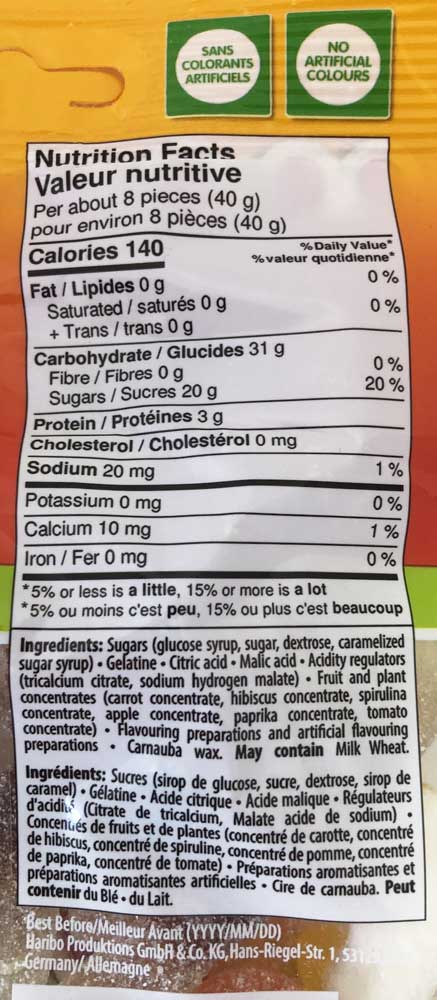 SANS
COLORANTS
ARTIFICIELS
NO
ARTIFICIAL
COLOURS
Nutrition Facts
Valeur nutritive
Per about 8 pieces (40 g)
pour environ 8 pièces (40 g)
Calories 140
% Daily Value*
% valeur quotidienne*
Fat / Lipides 0 g 0 %
Saturated / saturés 0 g 0 %
+ Trans / trans 0 g
Carbohydrate / Glucides 31 g
Fibre / Fibres 0 g 0 %
Sugars / Sucres 20 g 20 %
Protein / Protéines 3 g
Cholesterol / Cholestérol 0 mg
Sodium 20 mg 1 %
Potassium 0 mg 0 %
Calcium 10 mg 1 %
Iron / Fer 0 mg 0 %
*5% or less is a little, 15% or more is a lot
*5% ou moins c'est peu, 15% ou plus c'est beaucoup
Ingredients: Sugars (glucose syrup, sugar, dextrose, caramelized
sugar syrup) • Gelatine • Citric acid • Malic acid • Acidity regulators
(tricalcium citrate, sodium hydrogen malate) • Fruit and plant
concentrates (carrot concentrate, hibiscus concentrate, spirulina
concentrate, apple concentrate, paprika concentrate, tomato
concentrate) • Flavouring preparations and artificial flavouring
preparations • Carnauba wax. May contain Milk Wheat.
Ingrédients: Sucres (sirop de glucose, sucre, dextrose, sirop de
caramel) • Gélatine • Acide citrique • Acide malique • Régulateurs
(Citrate de tricalcium, Malate acide de sodium) •
de fruits et de plantes (concentré de carotte, concentré
de hibiscus, concentré de spiruline, concentré de pomme, concentré
de paprika, concentré de tomate) • Préparations aromatisantes et
préparations aromatisantes artificielles • Cire de carnauba. Peut
contenir du Blé • du Lait.
Best Before/Meilleur Avant (YYYY/MM/DD)
Haribo Produktions GmbH & Co. KG, Hans-Riegel-Str. 1,
Germany/Allemagne